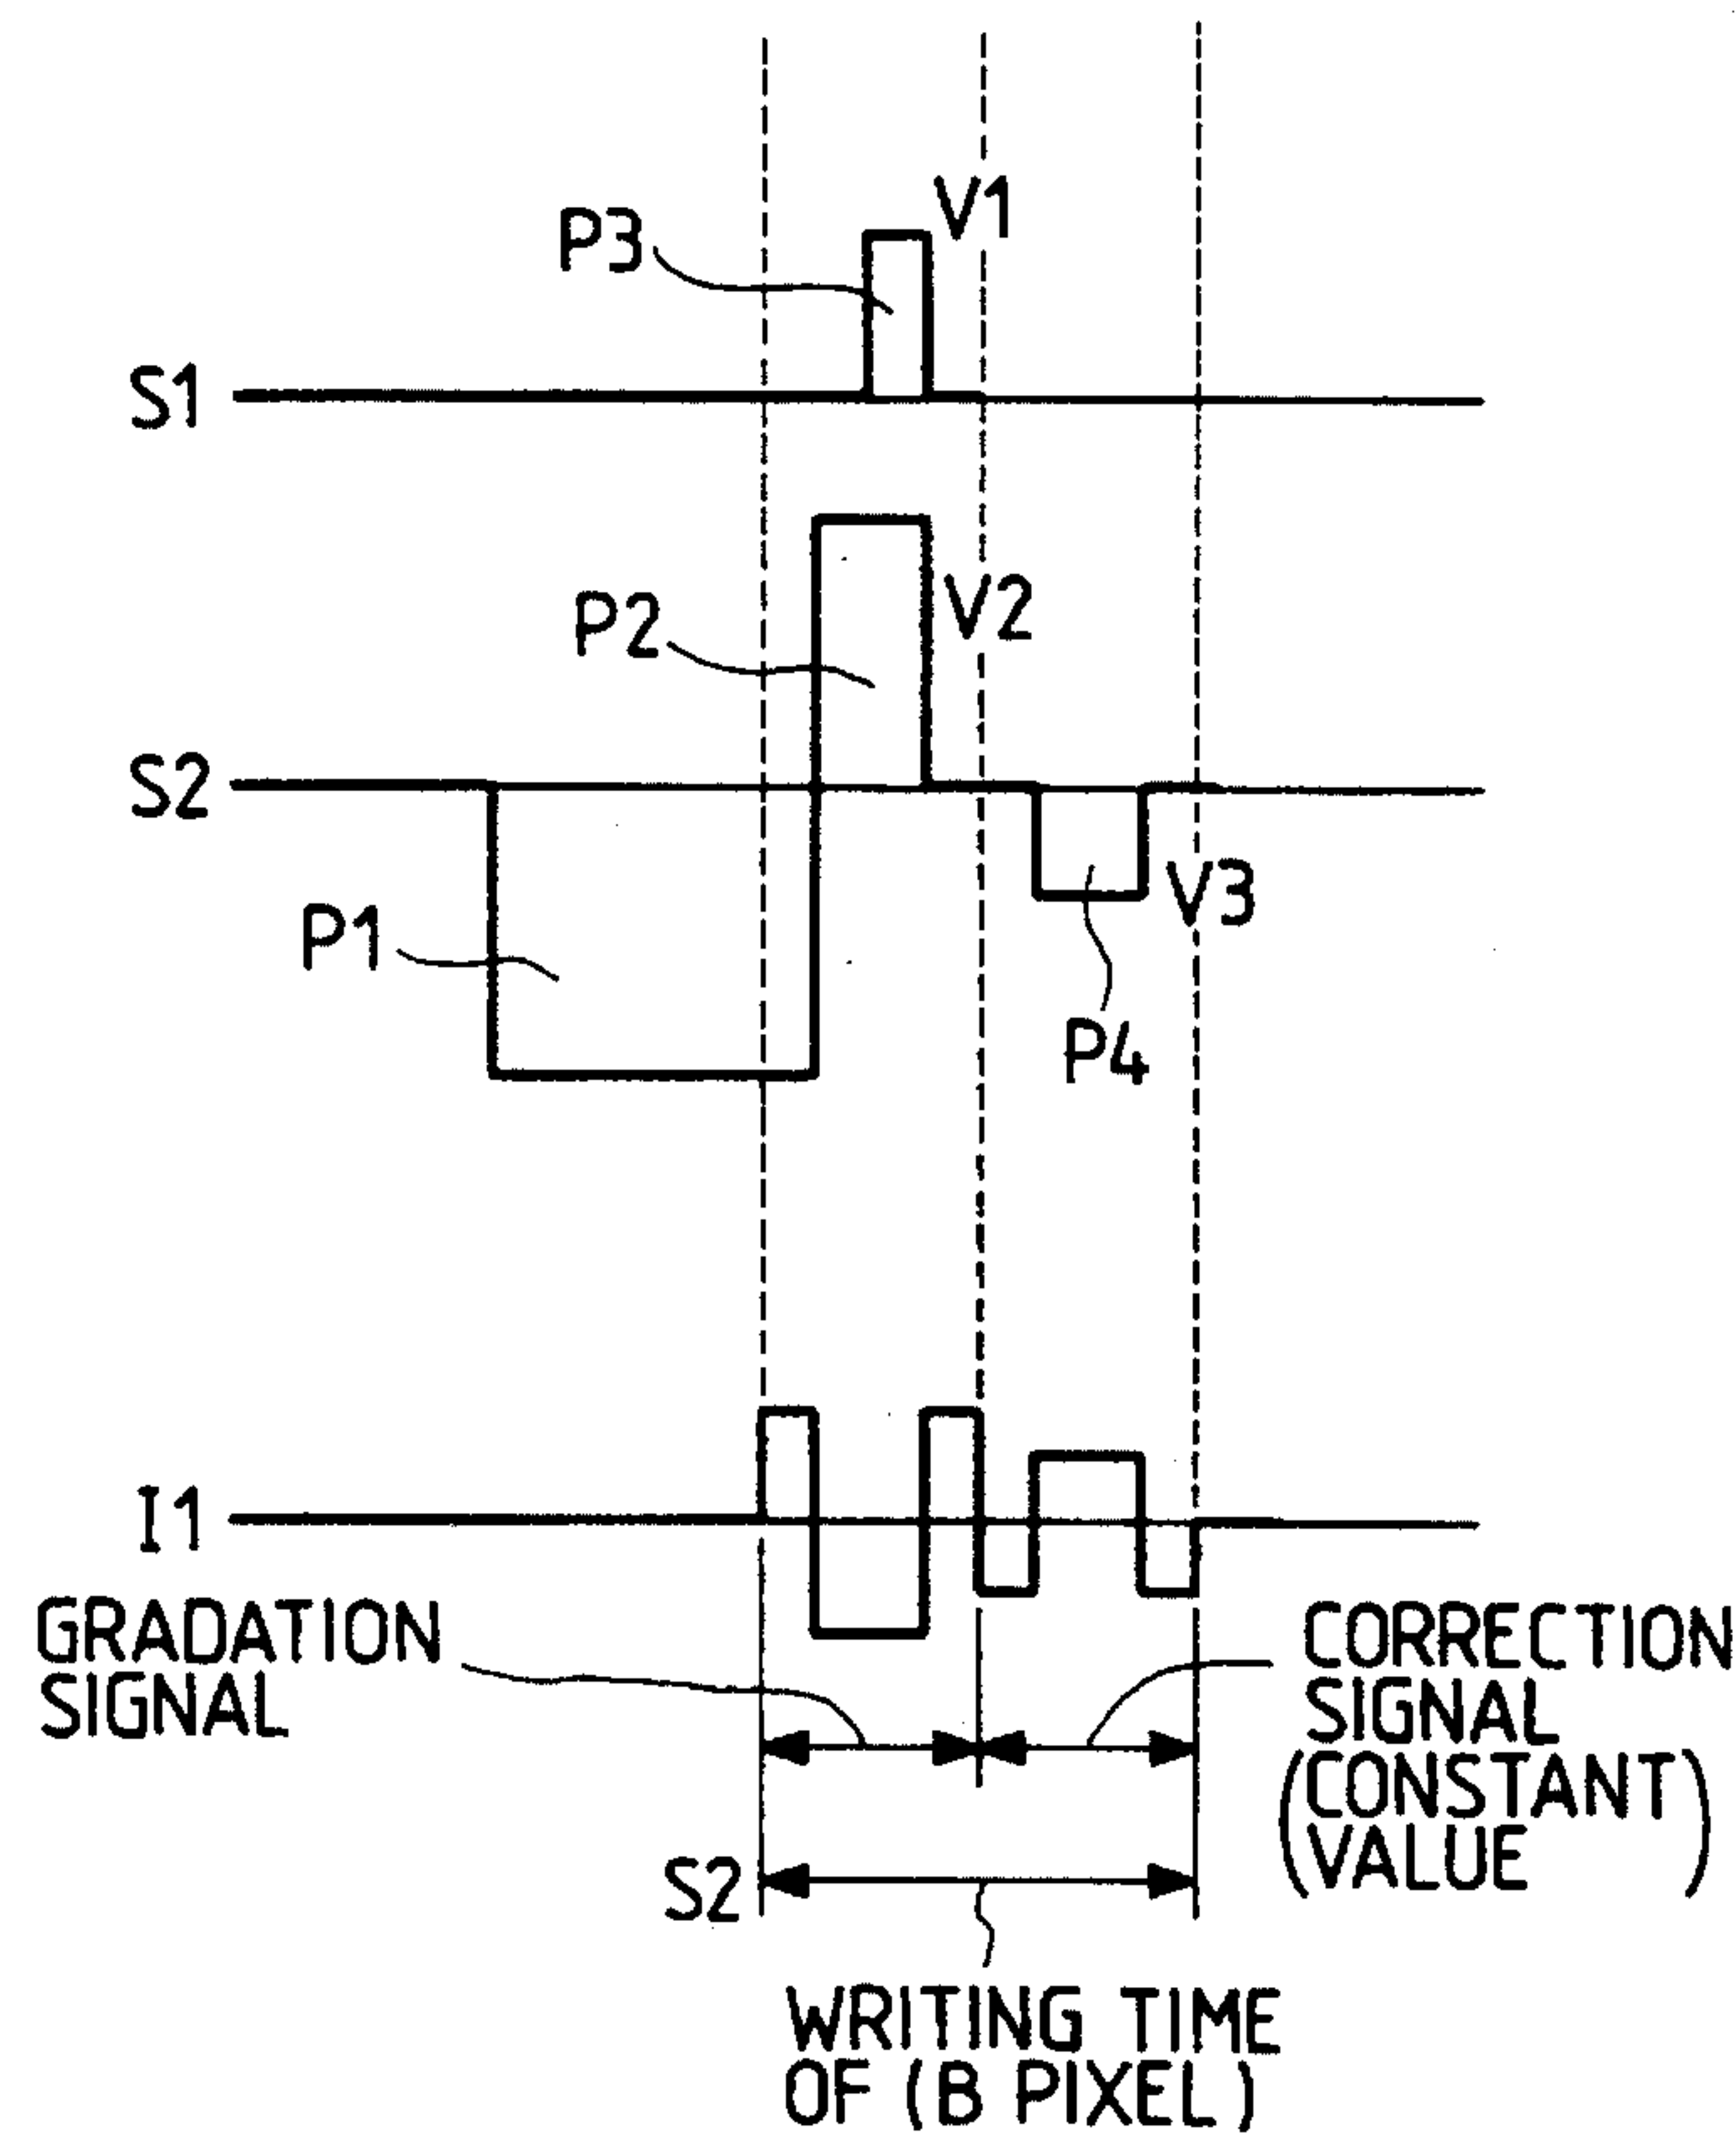 V1
P3
S1
V2
P2
S2
V3
P1
P4
I1
GRADATION
SIGNAL
CORRECTION
SIGNAL
(CONSTANT
VALUE)
S2
WRITING TIME
OF (B PIXEL)